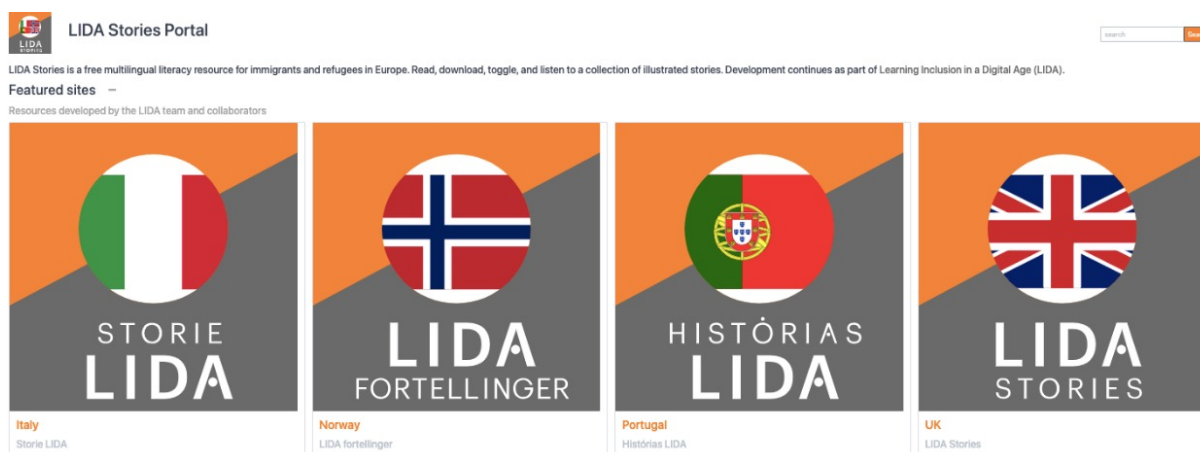 LIDA
STORIES
LIDA Stories Portal
search
LIDA Stories is a free multilingual literacy resource for immigrants and refugees in Europe. Read, download, toggle, and listen to a collection of illustrated stories. Development continues as part of Learning Inclusion in a Digital Age (LIDA).
Featured sites –
Resources developed by the LIDA team and collaborators
STORIE
LIDA
LIDA
FORTELLINGER
HISTÓRIAS
LIDA
LIDA
STORIES
Italy
Storie LIDA
Norway
LIDA fortellinger
Portugal
Histórias LIDA
UK
LIDA Stories